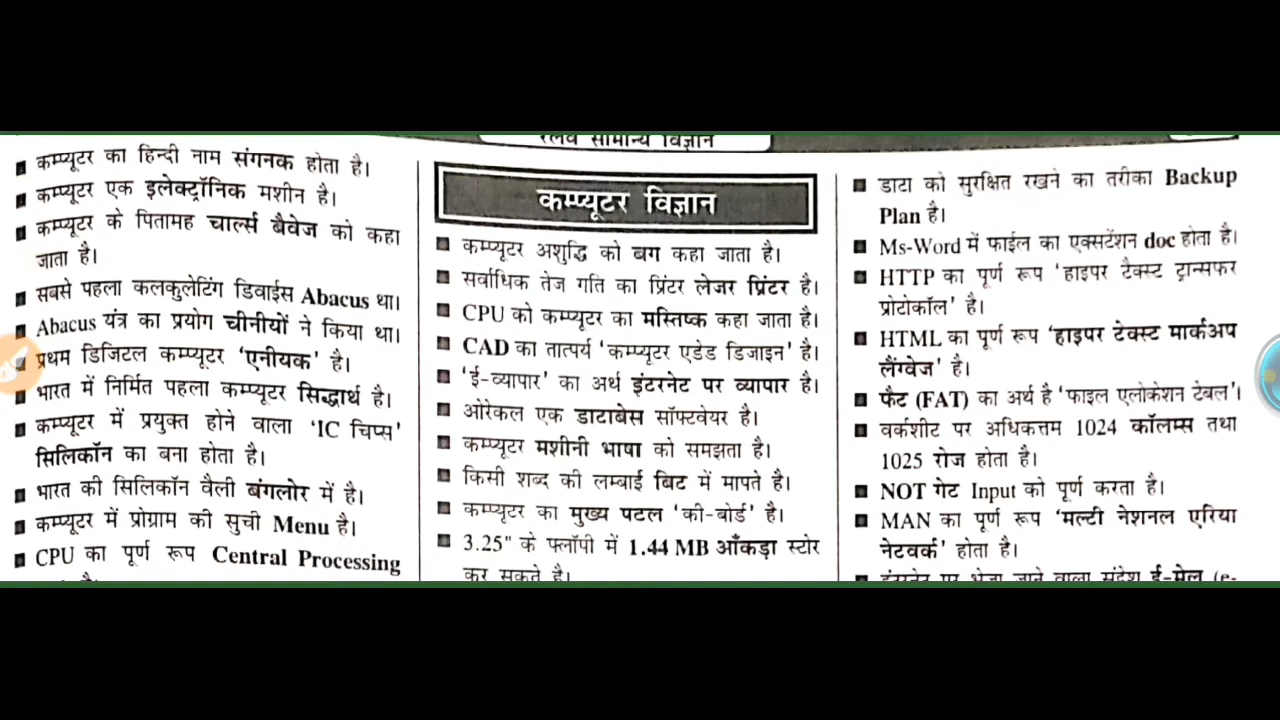 रेलवे सामान्य विज्ञान
कम्प्यूटर का हिन्दी नाम संगनक होता है।
कम्प्यूटर एक इलेक्ट्रॉनिक मशीन है।
कम्प्यूटर के पितामह चार्ल्स बैवेज को कहा
जाता है।
सबसे पहला कलकुलेटिंग डिवाईस Abacus था।
Abacus यंत्र का प्रयोग चीनीयों ने किया था।
प्रथम डिजिटल कम्प्यूटर ‘एनीयक’ है।
भारत में निर्मित पहला कम्प्यूटर सिद्धार्थ है।
कम्प्यूटर में प्रयुक्त होने वाला ‘IC चिप्स’
सिलिकॉन का बना होता है।
भारत की सिलिकॉन वैली बंगलोर में है।
कम्प्यूटर में प्रोग्राम की सुची Menu है।
CPU का पूर्ण रूप Central Processing
कम्प्यूटर विज्ञान
कम्प्यूटर अशुद्धि को बग कहा जाता है।
सर्वाधिक तेज गति का प्रिंटर लेजर प्रिंटर है।
CPU को कम्प्यूटर का मस्तिष्क कहा जाता है।
CAD का तात्पर्य ‘कम्प्यूटर एडेड डिजाइन’ है।
‘ई-व्यापार’ का अर्थ इंटरनेट पर व्यापार है।
ओरेकल एक डाटाबेस सॉफ्टवेयर है।
कम्प्यूटर मशीनी भाषा को समझता है।
किसी शब्द की लम्बाई बिट में मापते है।
कम्प्यूटर का मुख्य पटल ‘की-बोर्ड’ है।
3.25" के फ्लॉपी में 1.44 MB आँकड़ा स्टोर
कर सकते है।
डाटा को सुरक्षित रखने का तरीका Backup
Plan है।
Ms-Word में फाईल का एक्सटेंशन doc होता है।
HTTP का पूर्ण रूप ‘हाइपर टैक्स्ट ट्रान्सफर
प्रोटोकॉल’ है।
HTML का पूर्ण रूप ‘हाइपर टेक्स्ट मार्कअप
लैंग्वेज’ है।
फैट (FAT) का अर्थ है ‘फाइल एलोकेशन टेबल’।
वर्कशीट पर अधिकतम 1024 कॉलम्स तथा
1025 रोज होता है।
NOT गेट Input को पूर्ण करता है।
MAN का पूर्ण रूप ‘मल्टी नेशनल एरिया
नेटवर्क’ होता है।
इंटरनेट पर भेजा जाने वाला संदेश ई-मेल (e-